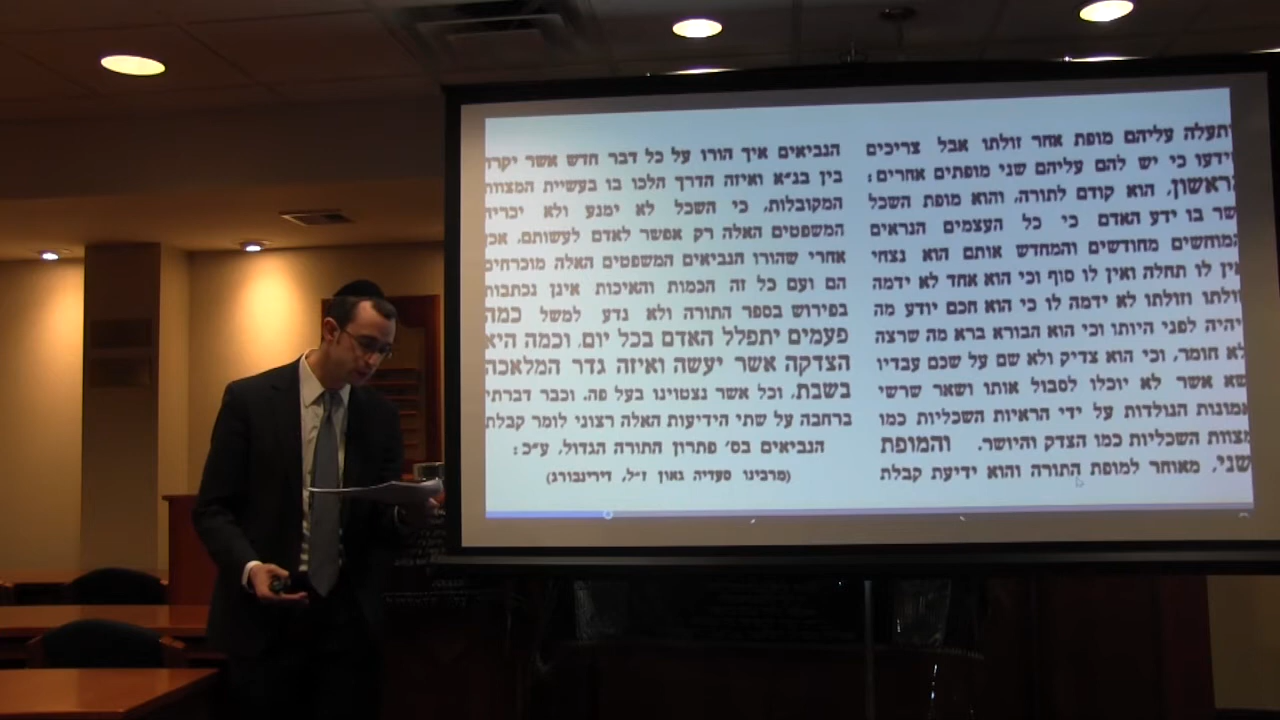 יתעלה עליהם מופת אחר זולתו אבל צריכים
שידעו כי יש להם עליהם שני מופתים אחרים:
הראשון, הוא קודם לתורה, והוא מופת השכל
אשר בו ידע האדם כי כל העצמים הנראים
המוחשים מחודשים והמחדש אותם הוא נצחי
אין לו תחלה ואין לו סוף וכי הוא אחד לא ידמה
זולתו וזולתו לא ידמה לו כי הוא חכם יודע מה
יהיה לפני היותו וכי הוא הבורא ברא מה שרצה
לא חומר, וכי הוא צדיק ולא שם על שכם עבדיו
משא אשר לא יוכלו לסבול אותו ושאר שרשי
אמונות הנולדות על ידי הראיות השכליות כמו
מצוות השכליות כמו הצדק והיושר. והמופת
השני, מאוחר למופת התורה והוא ידיעת קבלת
הנביאים איך הורו על כל דבר חדש אשר יקרה
בין בנ״א ואיזה הדרך הלכו בו בעשיית המצוות
המקובלות, כי השכל לא ימנע ולא יכריח
המשפטים האלה רק אפשר לאדם לעשותם, אכן
אחרי שהורו הנביאים המשפטים האלה מוכרחים
הם ועם כל זה הכמות והאיכות אינן נכתבות
בפירוש בספר התורה ולא נדע למשל כמה
פעמים יתפלל האדם בכל יום, וכמה היא
הצדקה אשר יעשה ואיזה גדר המלאכה
בשבת, וכל אשר נצטוינו בעל פה. וכבר דברתי
ברחבה על שתי הידיעות האלה רצוני לומר קבלת
הנביאים בס׳ פתרון התורה הגדול, ע״כ:
(מרבינו סעדיה גאון ז״ל, דירינבורג)